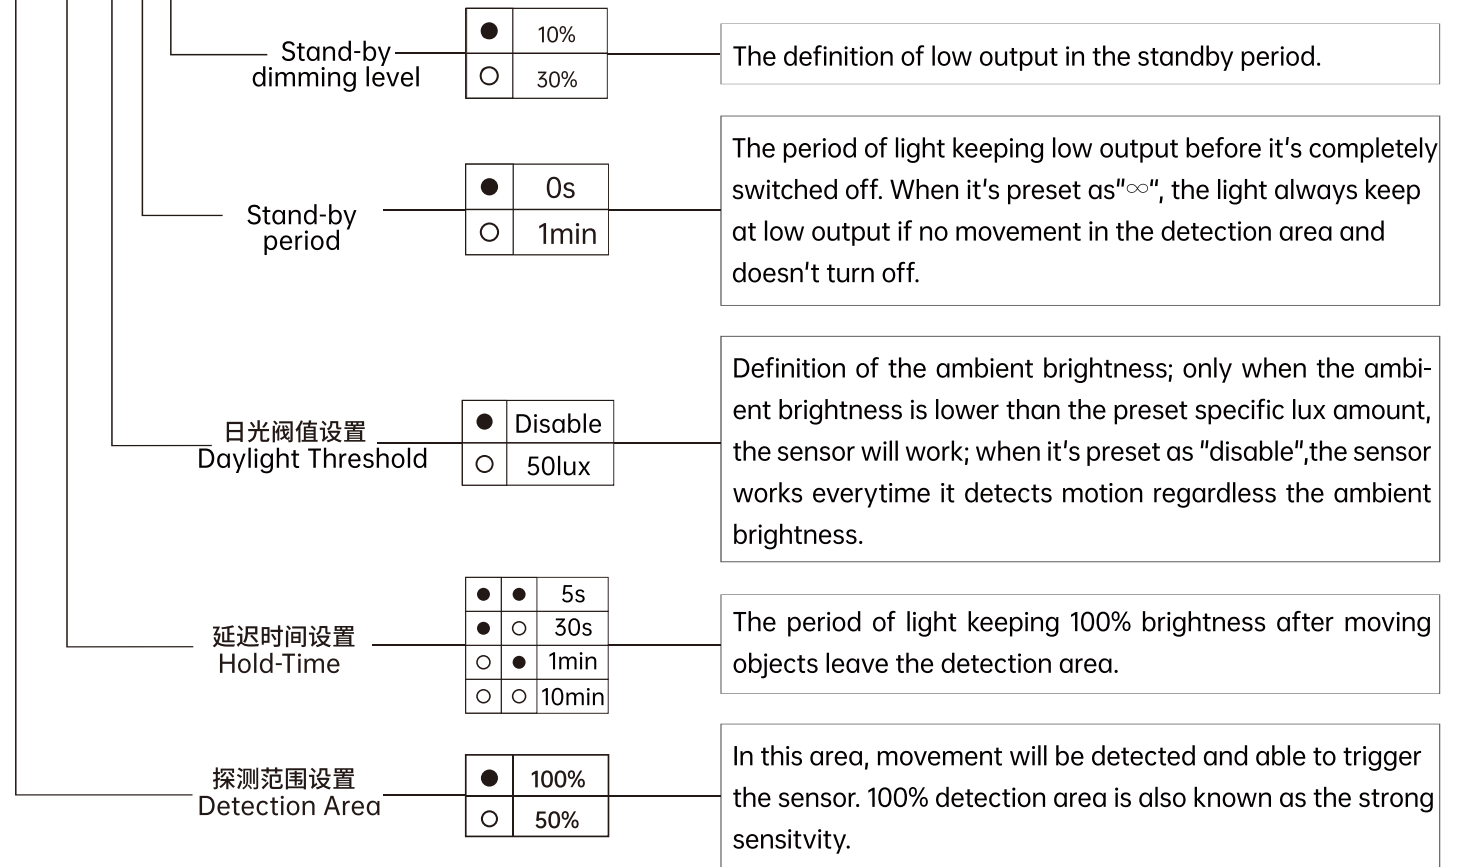 Stand-by
dimming level
10%
30%
The definition of low output in the standby period.
Stand-by
period
0s
1min
The period of light keeping low output before it's completely
switched off. When it's preset as"∞", the light always keep
at low output if no movement in the detection area and
doesn't turn off.
日光阀值设置
Daylight Threshold
Disable
50lux
Definition of the ambient brightness; only when the ambi-
ent brightness is lower than the preset specific lux amount,
the sensor will work; when it's preset as "disable",the sensor
works everytime it detects motion regardless the ambient
brightness.
延迟时间设置
Hold-Time
5s
30s
1min
10min
The period of light keeping 100% brightness after moving
objects leave the detection area.
探测范围设置
Detection Area
100%
50%
In this area, movement will be detected and able to trigger
the sensor. 100% detection area is also known as the strong
sensitvity.